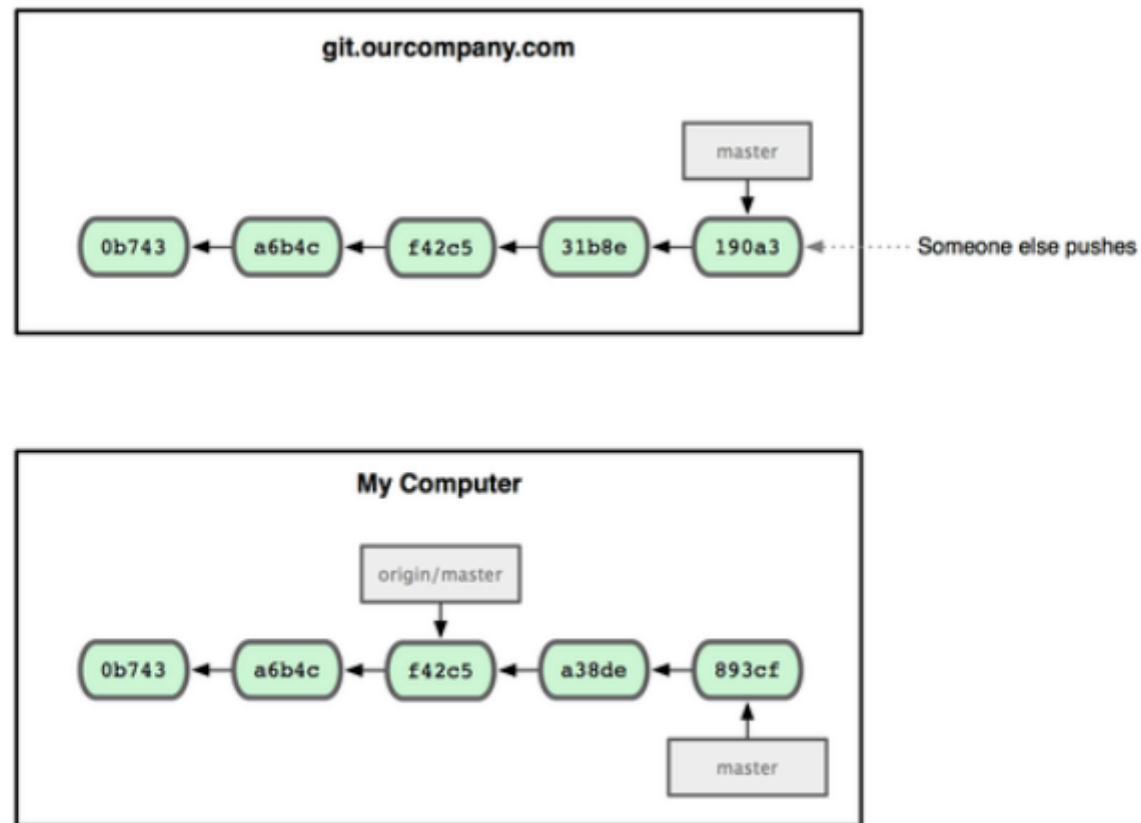 git.ourcompany.com
master
0b743 a6b4c f42c5 31b8e 190a3 Someone else pushes
My Computer
origin/master
0b743 a6b4c f42c5 a38de 893cf
master